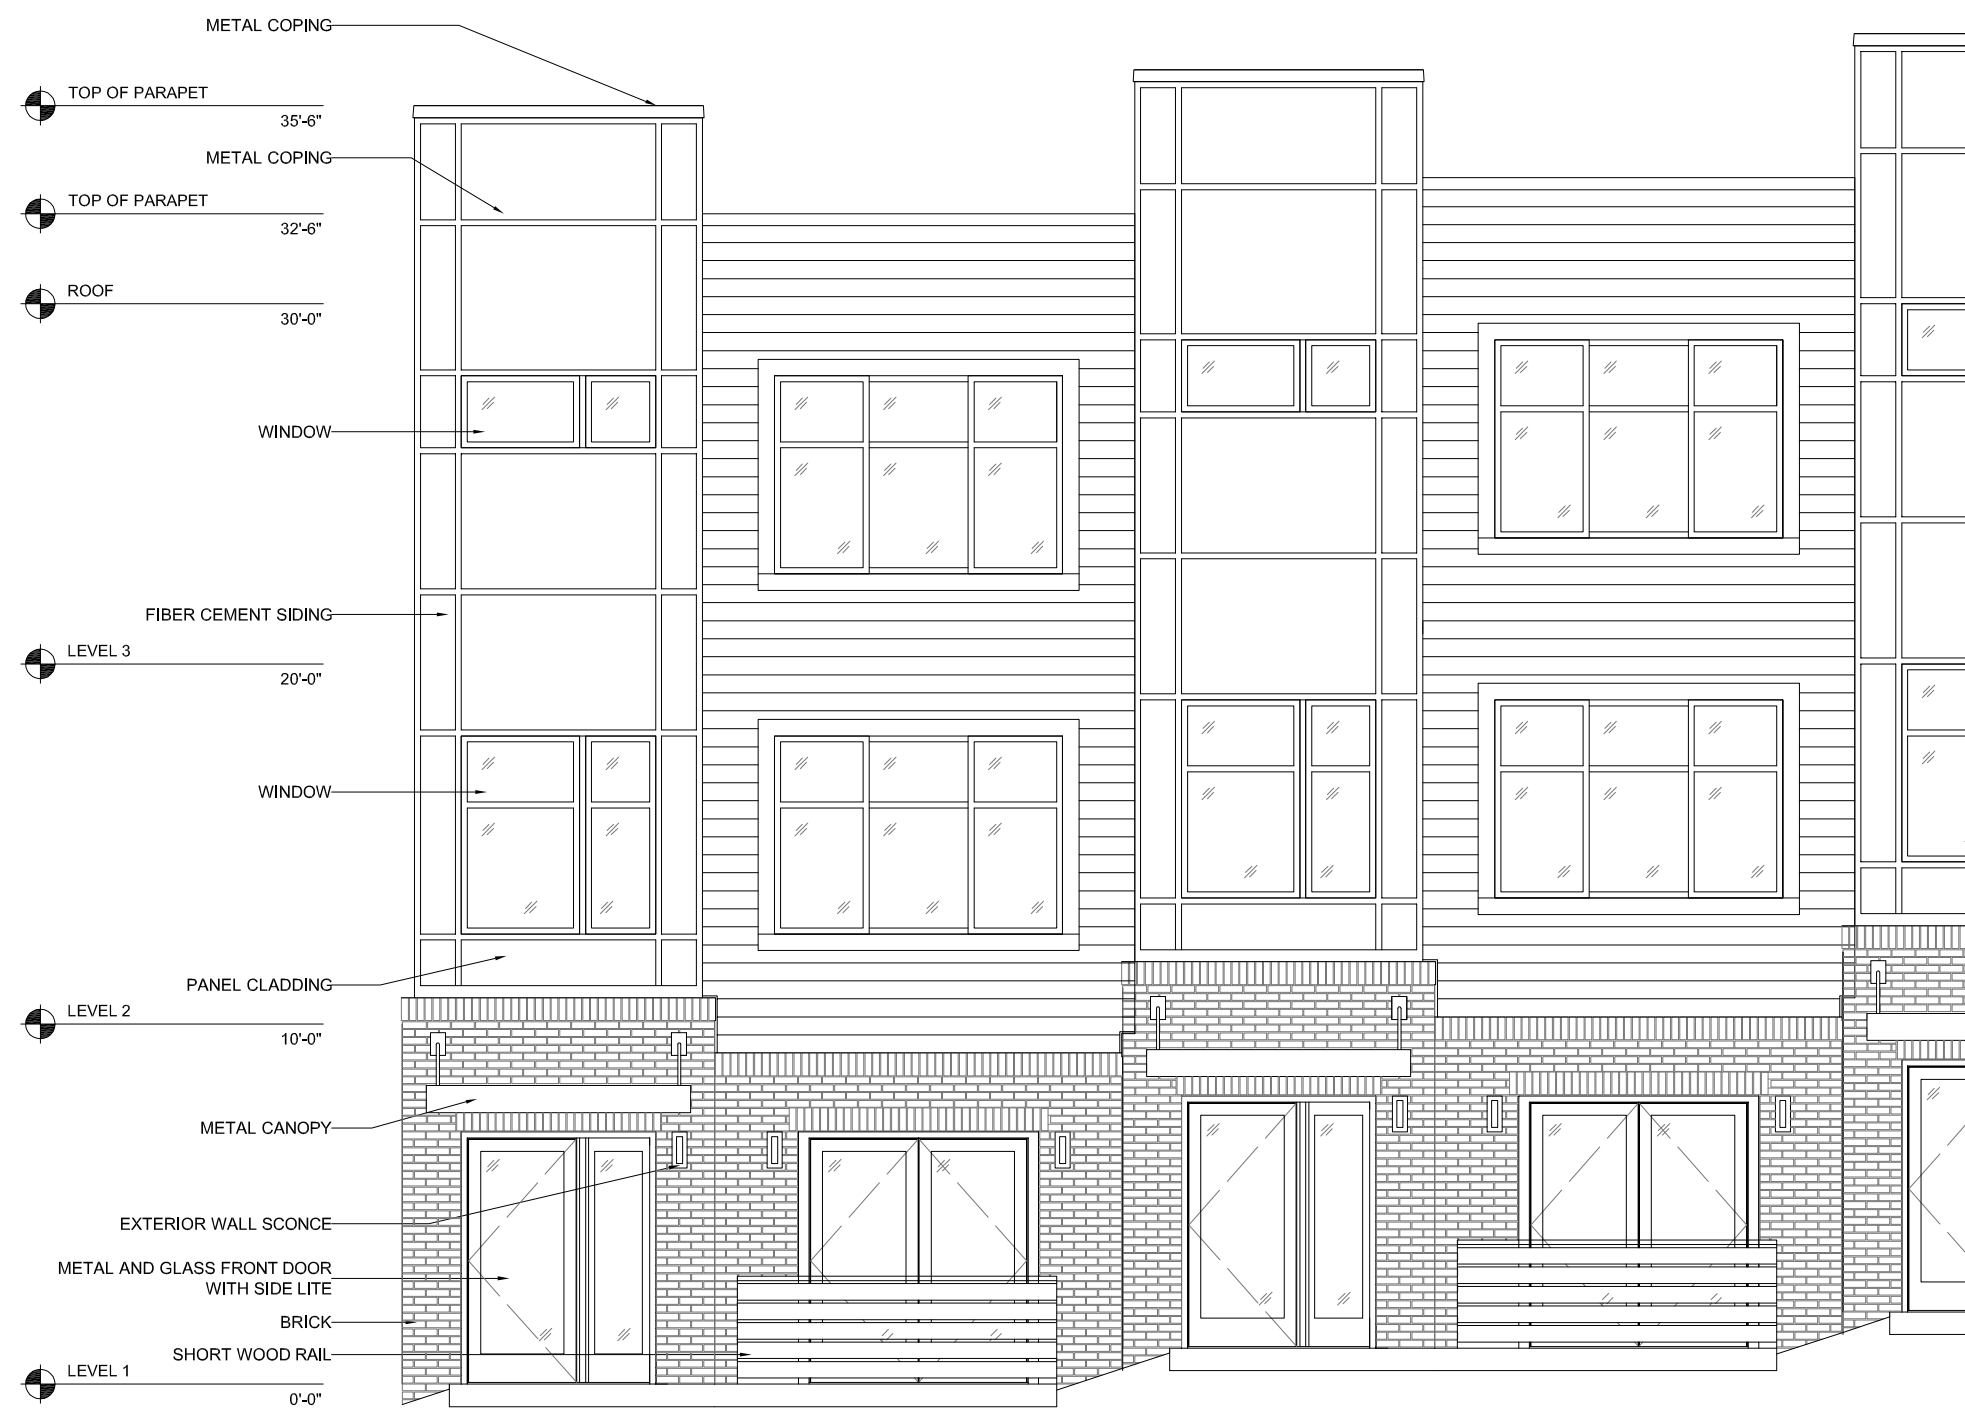 METAL COPING
TOP OF PARAPET
35'-6"
METAL COPING
TOP OF PARAPET
32'-6"
ROOF
30'-0"
WINDOW
FIBER CEMENT SIDING
LEVEL 3
20'-0"
WINDOW
PANEL CLADDING
LEVEL 2
10'-0"
METAL CANOPY
EXTERIOR WALL SCONCE
METAL AND GLASS FRONT DOOR
WITH SIDE LITE
BRICK
SHORT WOOD RAIL
LEVEL 1
0'-0"